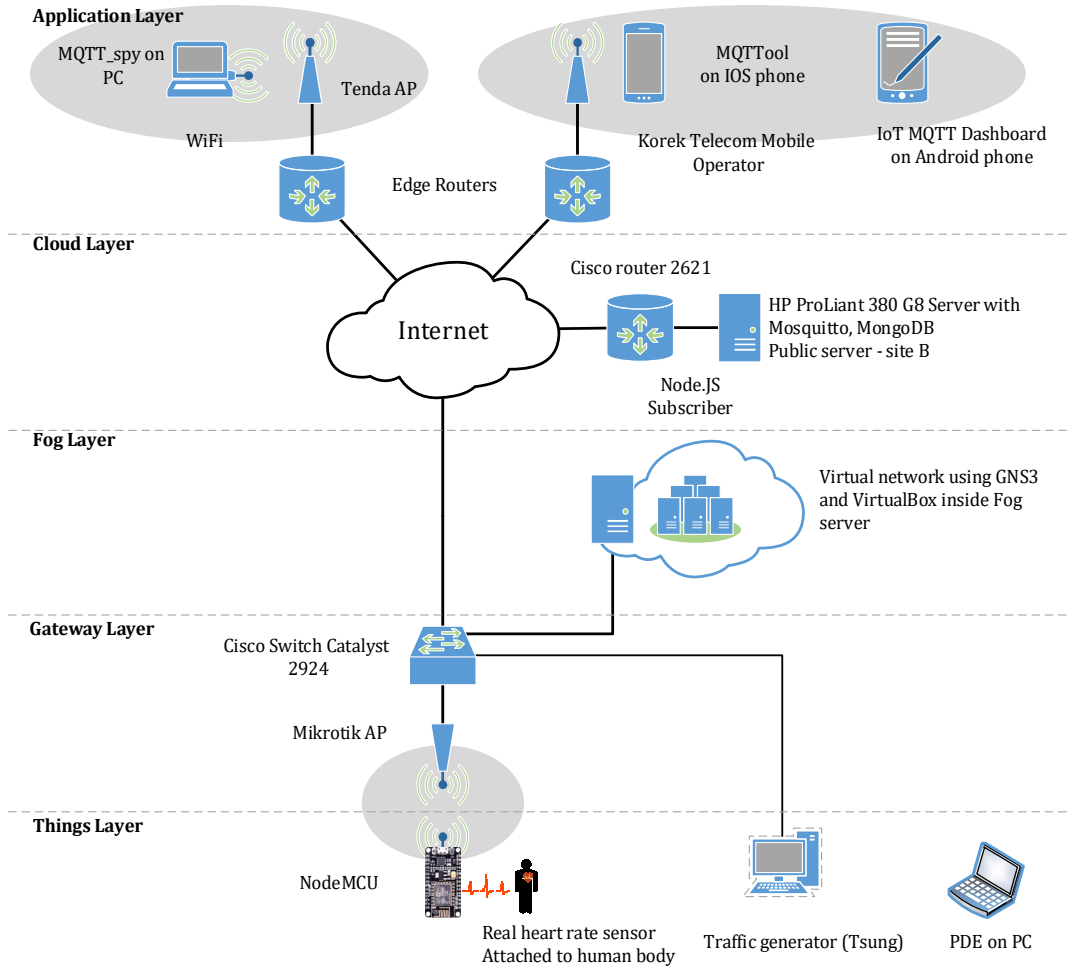 Application Layer
MQTT_spy on
PC
Tenda AP
WiFi
MQTTool
on IOS phone
Korek Telecom Mobile
Operator
IoT MQTT Dashboard
on Android phone
Edge Routers
Cloud Layer
Internet
Cisco router 2621
HP ProLiant 380 G8 Server with
Mosquitto, MongoDB
Public server - site B
Node.JS
Subscriber
Fog Layer
Virtual network using GNS3
and VirtualBox inside Fog
server
Gateway Layer
Cisco Switch Catalyst
2924
Mikrotik AP
Things Layer
NodeMCU
Real heart rate sensor
Attached to human body
Traffic generator (Tsung)
PDE on PC